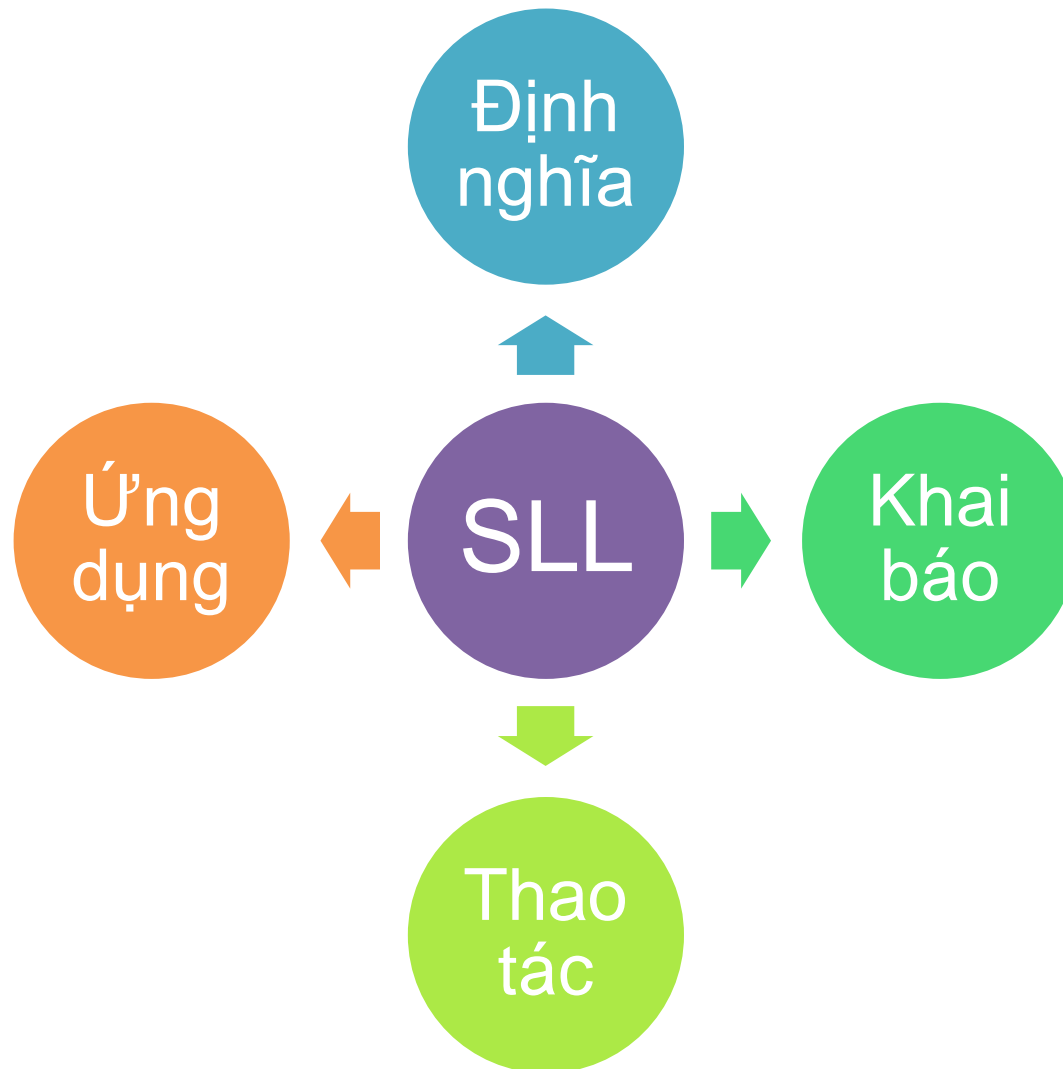 Định
nghĩa
Ứng
dụng
SLL
Khai
báo
Thao
tác